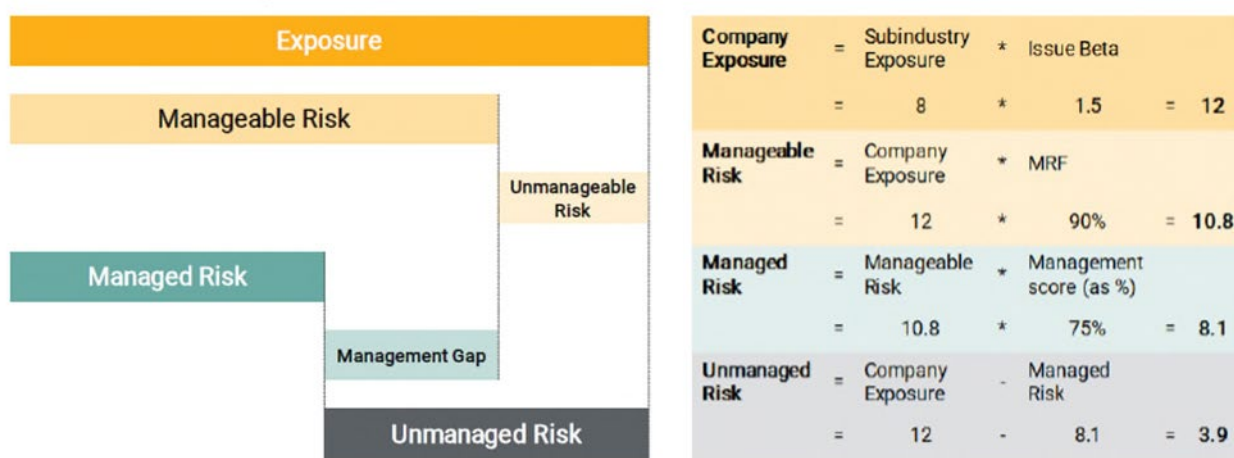 Exposure
Manageable Risk
Unmanageable
Risk
Managed Risk
Management Gap
Unmanaged Risk
Company Exposure = Subindustry Exposure * Issue Beta
= 8 * 1.5 = 12
Manageable Risk = Company Exposure * MRF
= 12 * 90% = 10.8
Managed Risk = Manageable Risk * Management score (as %)
= 10.8 * 75% = 8.1
Unmanaged Risk = Company Exposure - Managed Risk
= 12 - 8.1 = 3.9